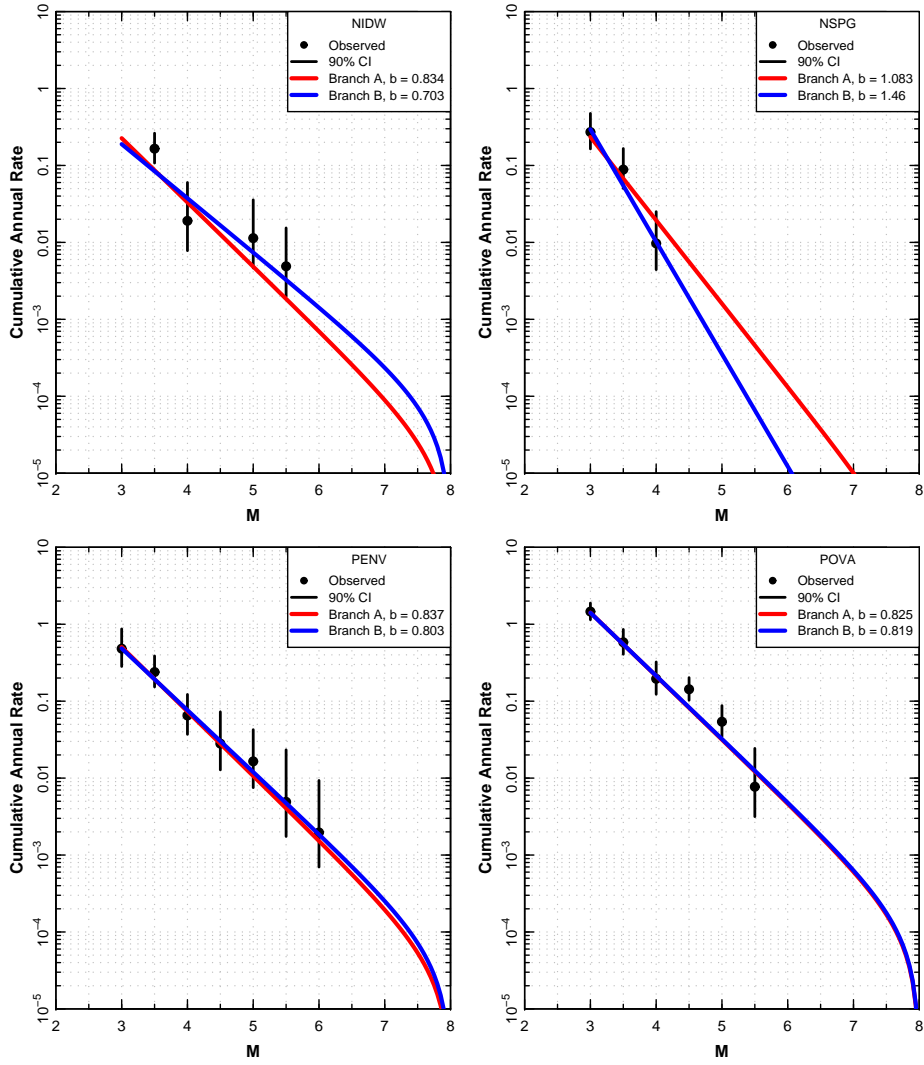 NIDW
Observed
90% CI
Branch A, b = 0.834
Branch B, b = 0.703
10
1
0.1
0.01
10−3
10−4
10−5
Cumulative Annual Rate
2 3 4 5 6 7 8
M
NSPG
Observed
90% CI
Branch A, b = 1.083
Branch B, b = 1.46
10
1
0.1
0.01
10−3
10−4
10−5
Cumulative Annual Rate
2 3 4 5 6 7 8
M
PENV
Observed
90% CI
Branch A, b = 0.837
Branch B, b = 0.803
10
1
0.1
0.01
10−3
10−4
10−5
Cumulative Annual Rate
2 3 4 5 6 7 8
M
POVA
Observed
90% CI
Branch A, b = 0.825
Branch B, b = 0.819
10
1
0.1
0.01
10−3
10−4
10−5
Cumulative Annual Rate
2 3 4 5 6 7 8
M